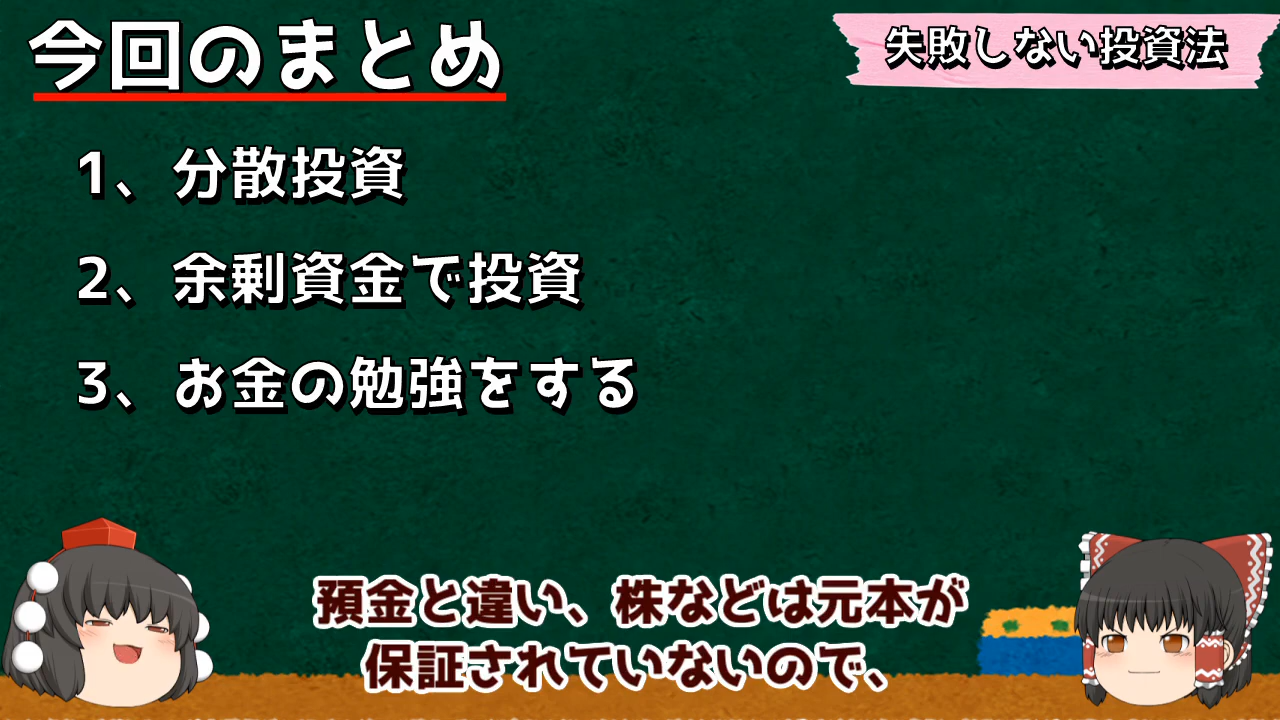 今回のまとめ
失敗しない投資法
1、分散投資
2、余剰資金で投資
3、お金の勉強をする
預金と違い、株などは元本が
保証されていないので、